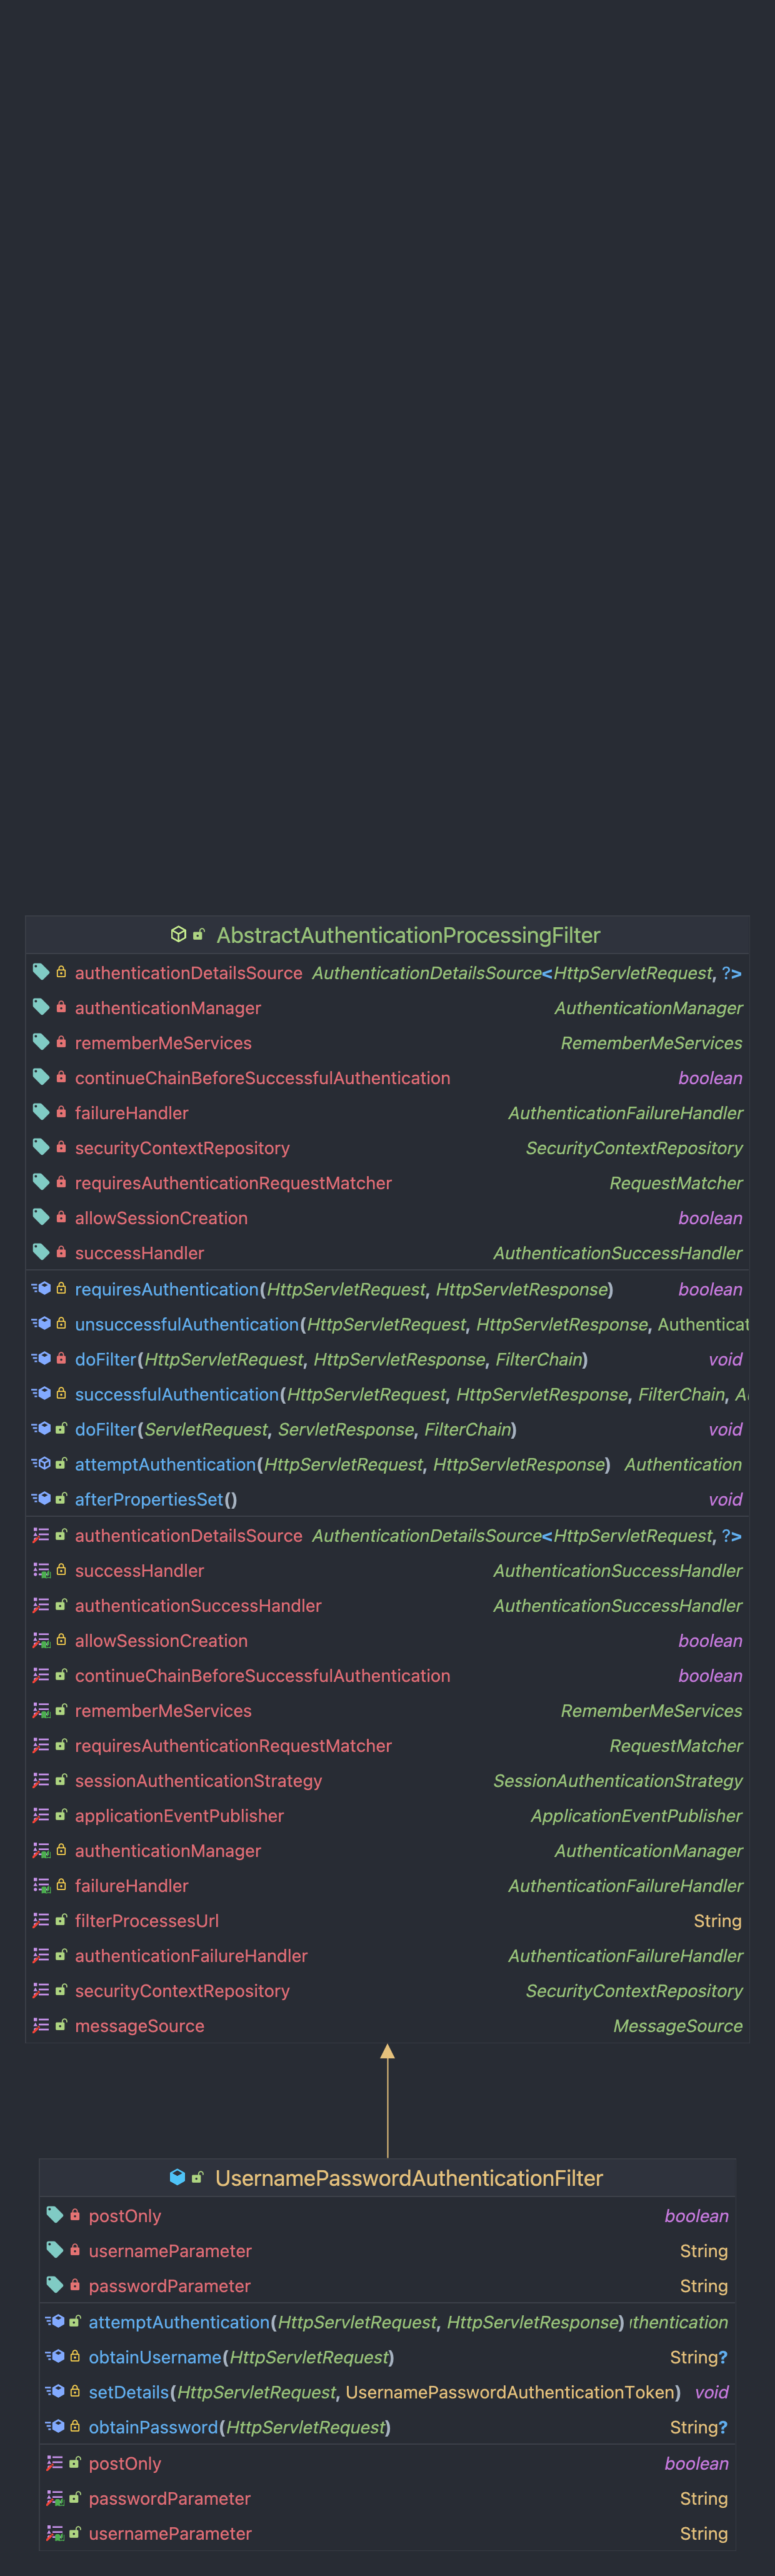 AbstractAuthenticationProcessingFilter
authenticationDetailsSource AuthenticationDetailsSource<HttpServletRequest, ?>
authenticationManager AuthenticationManager
rememberMeServices RememberMeServices
continueChainBeforeSuccessfulAuthentication boolean
failureHandler AuthenticationFailureHandler
securityContextRepository SecurityContextRepository
requiresAuthenticationRequestMatcher RequestMatcher
allowSessionCreation boolean
successHandler AuthenticationSuccessHandler
requiresAuthentication(HttpServletRequest, HttpServletResponse) boolean
unsuccessfulAuthentication(HttpServletRequest, HttpServletResponse, Authenticat
doFilter(HttpServletRequest, HttpServletResponse, FilterChain) void
successfulAuthentication(HttpServletRequest, HttpServletResponse, FilterChain, Au
doFilter(ServletRequest, ServletResponse, FilterChain) void
attemptAuthentication(HttpServletRequest, HttpServletResponse) Authentication
afterPropertiesSet() void
authenticationDetailsSource AuthenticationDetailsSource<HttpServletRequest, ?>
successHandler AuthenticationSuccessHandler
authenticationSuccessHandler AuthenticationSuccessHandler
allowSessionCreation boolean
continueChainBeforeSuccessfulAuthentication boolean
rememberMeServices RememberMeServices
requiresAuthenticationRequestMatcher RequestMatcher
sessionAuthenticationStrategy SessionAuthenticationStrategy
applicationEventPublisher ApplicationEventPublisher
authenticationManager AuthenticationManager
failureHandler AuthenticationFailureHandler
filterProcessesUrl String
authenticationFailureHandler AuthenticationFailureHandler
securityContextRepository SecurityContextRepository
messageSource MessageSource
UsernamePasswordAuthenticationFilter
postOnly boolean
usernameParameter String
passwordParameter String
attemptAuthentication(HttpServletRequest, HttpServletResponse) uthentication
obtainUsername(HttpServletRequest) String?
setDetails(HttpServletRequest, UsernamePasswordAuthenticationToken) void
obtainPassword(HttpServletRequest) String?
postOnly boolean
passwordParameter String
usernameParameter String